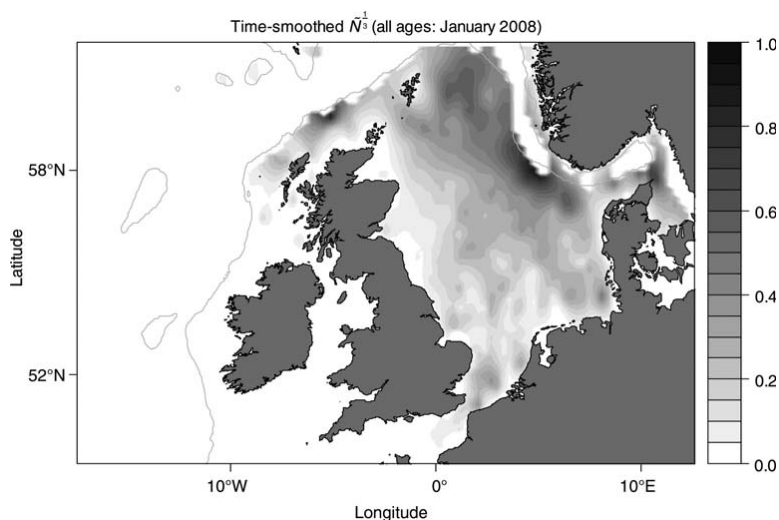 Time-smoothed Ñ^{1/3} (all ages: January 2008)
1.0
0.8
0.6
0.4
0.2
0.0
58°N
52°N
Latitude
10°W
0°
10°E
Longitude